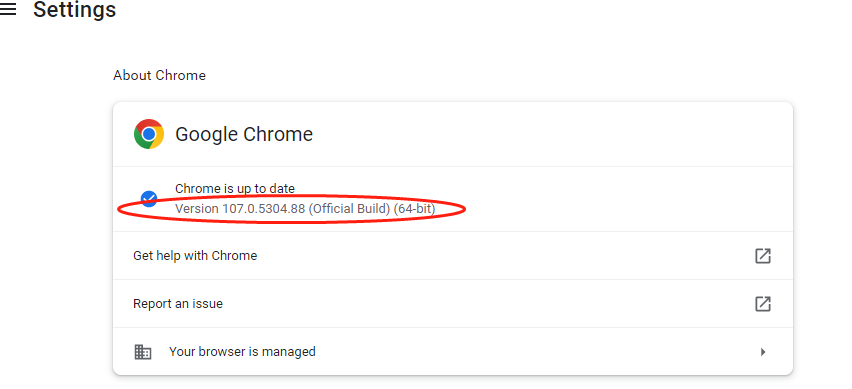 Settings
About Chrome
Google Chrome
Chrome is up to date
Version 107.0.5304.88 (Official Build) (64-bit)
Get help with Chrome
Report an issue
Your browser is managed